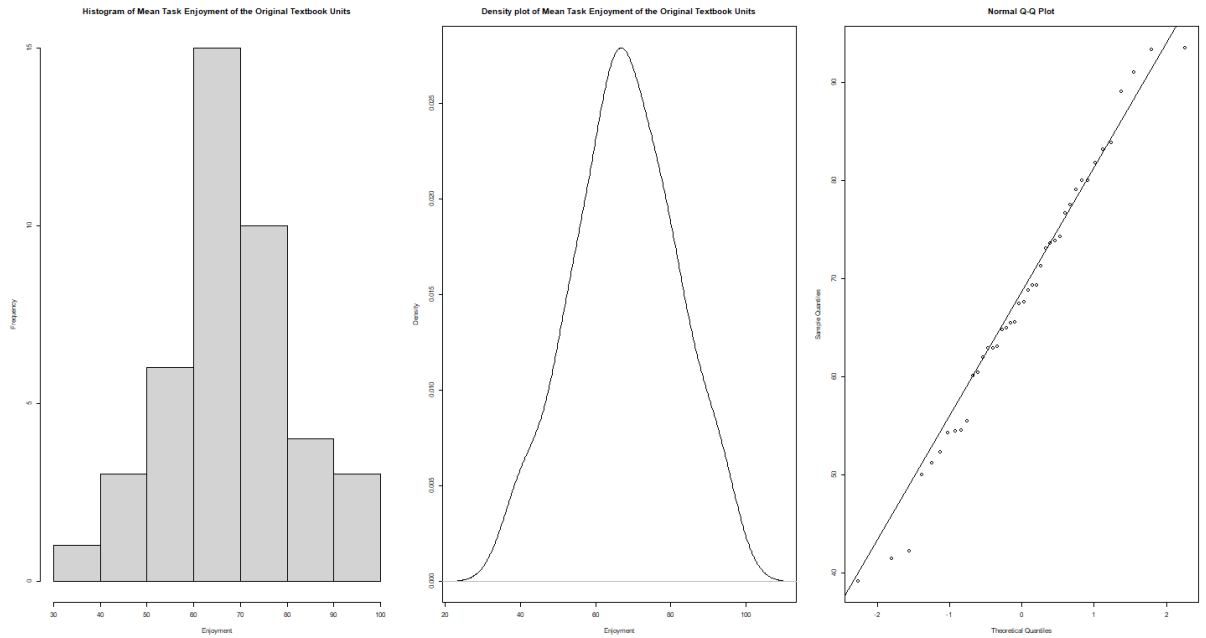 Histogram of Mean Task Enjoyment of the Original Textbook Units
Frequency
15
10
5
0
30 40 50 60 70 80 90 100
Enjoyment
Density plot of Mean Task Enjoyment of the Original Textbook Units
Density
0.025
0.020
0.015
0.010
0.005
0.000
20 40 60 80 100
Enjoyment
Normal Q-Q Plot
Sample Quantiles
90
80
70
60
50
40
-2 -1 0 1 2
Theoretical Quantiles